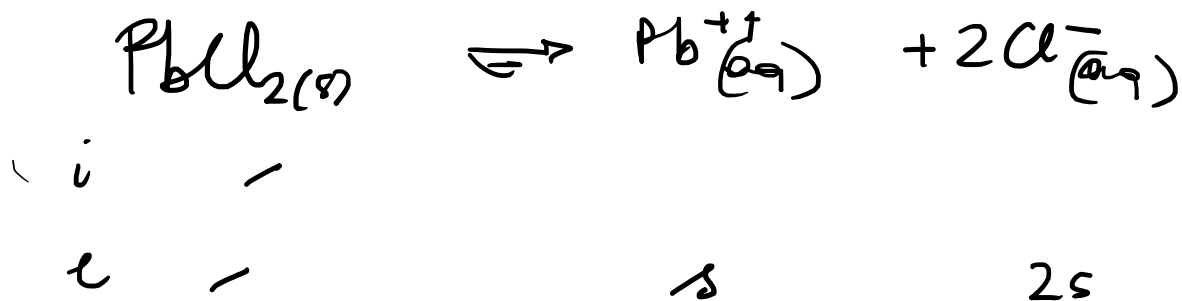 PbCl₂(s) ⇌ Pb⁺⁺(aq) + 2Cl⁻(aq)
i –
e – s 2s